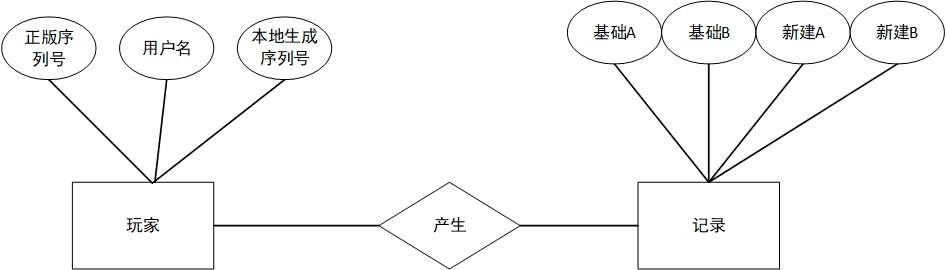 正版序
列号
用户名
本地生成
序列号
基础A
基础B
新建A
新建B
玩家
产生
记录